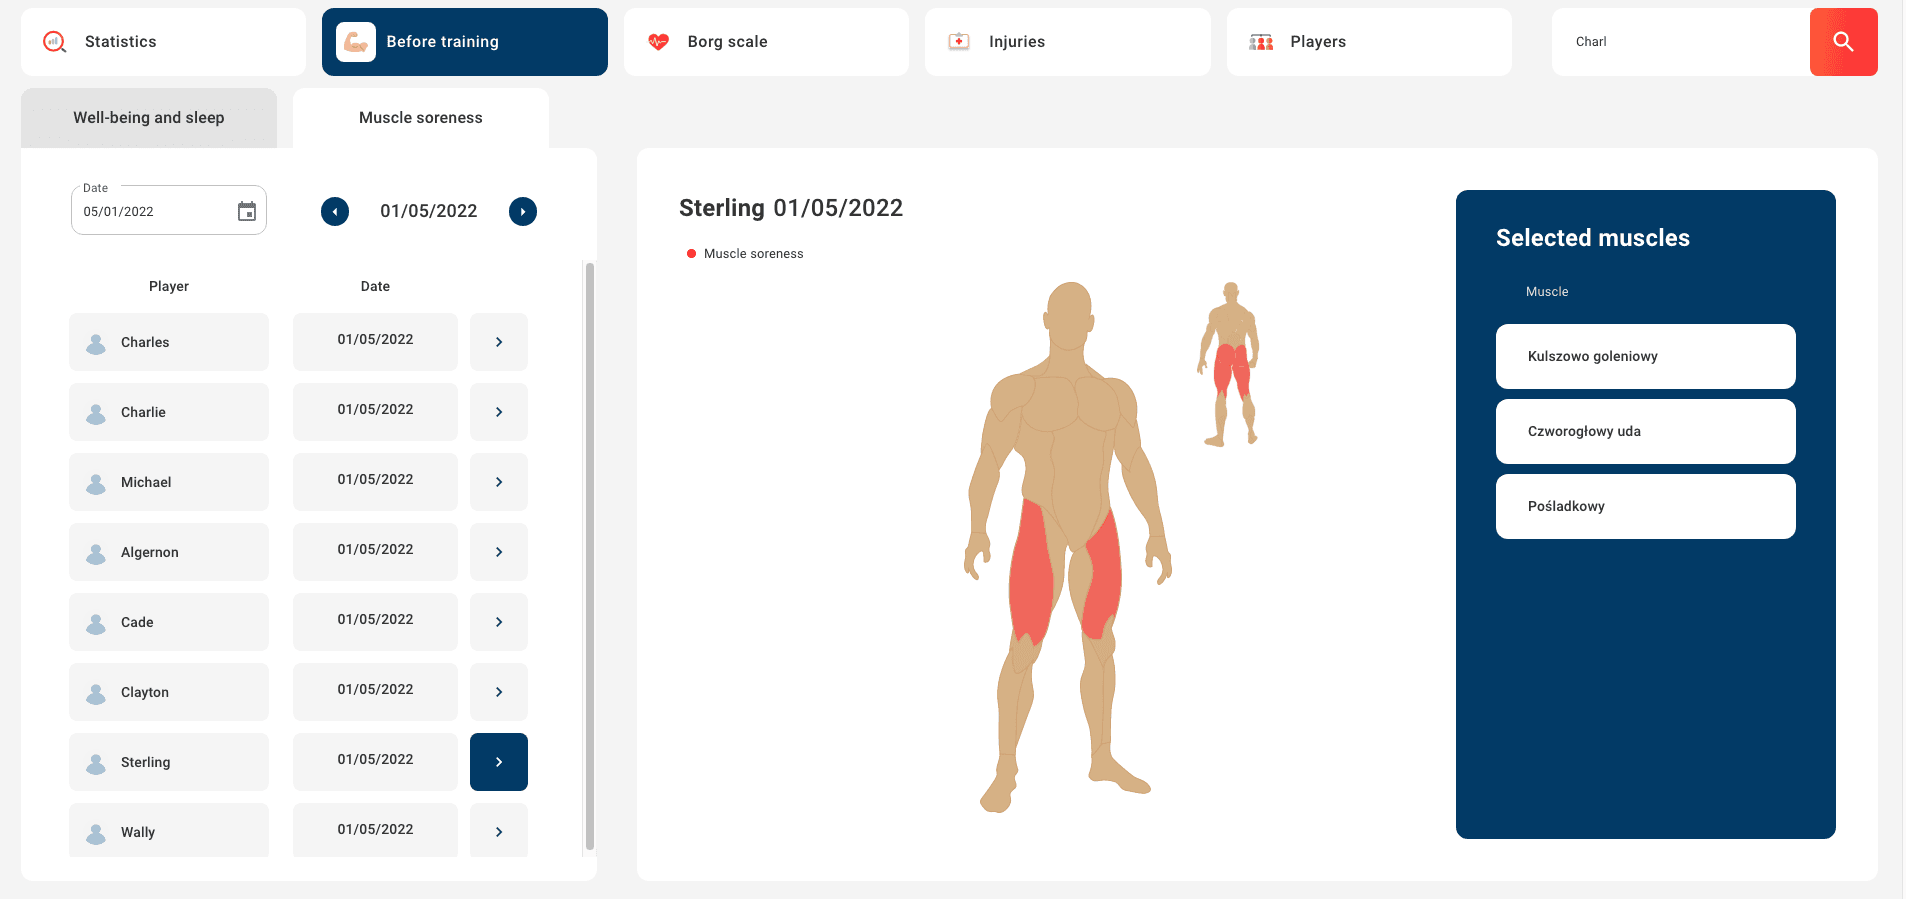 Statistics
Before training
Borg scale
Injuries
Players
Charl
Well-being and sleep
Muscle soreness
Date
05/01/2022
01/05/2022
Player Date
Charles 01/05/2022
Charlie 01/05/2022
Michael 01/05/2022
Algernon 01/05/2022
Cade 01/05/2022
Clayton 01/05/2022
Sterling 01/05/2022
Wally 01/05/2022
Sterling 01/05/2022
Muscle soreness
Selected muscles
Muscle
Kulszowo goleniowy
Czworogłowy uda
Pośladkowy